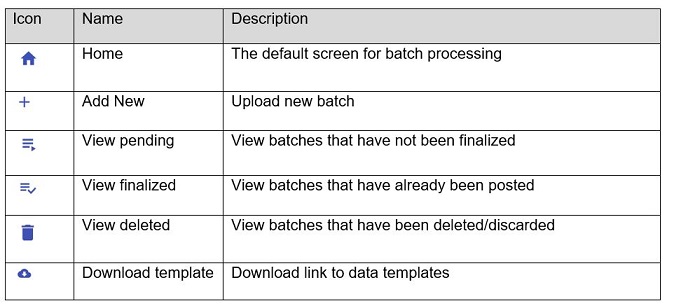 Icon Name Description
Home The default screen for batch processing
Add New Upload new batch
View pending View batches that have not been finalized
View finalized View batches that have already been posted
View deleted View batches that have been deleted/discarded
Download template Download link to data templates